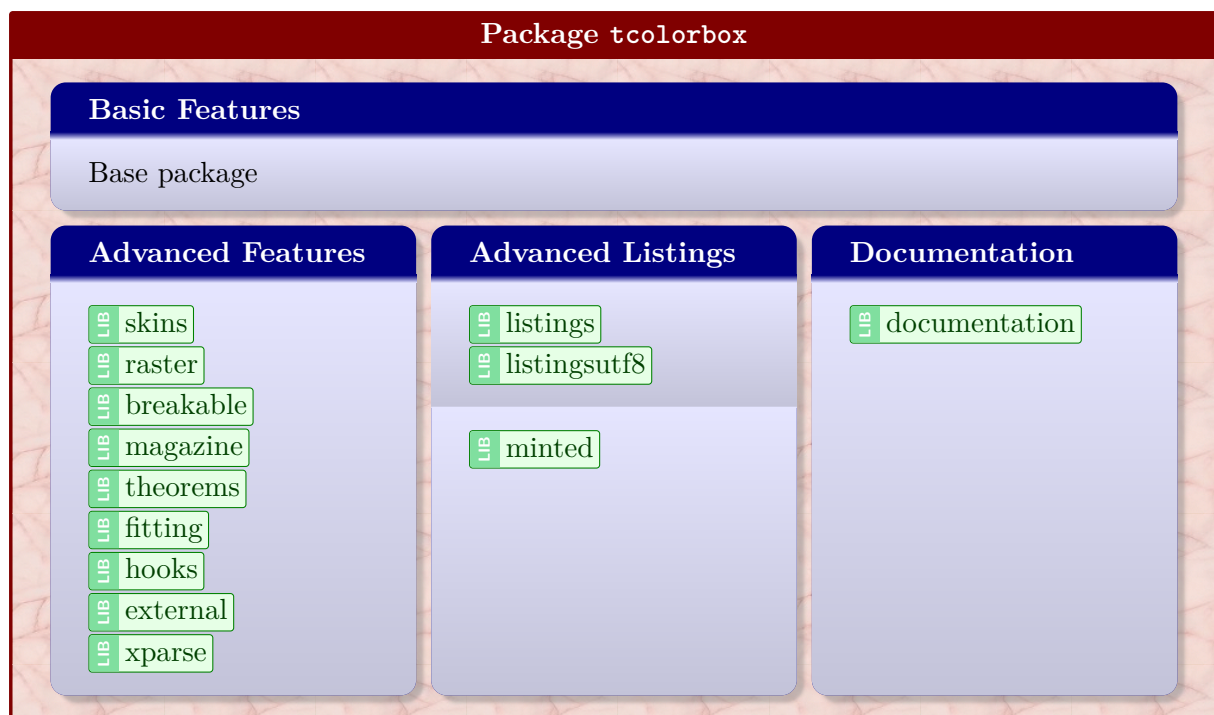 Package tcolorbox
Basic Features
Base package
Advanced Features
LIB skins
LIB raster
LIB breakable
LIB magazine
LIB theorems
LIB fitting
LIB hooks
LIB external
LIB xparse
Advanced Listings
LIB listings
LIB listingsutf8
LIB minted
Documentation
LIB documentation